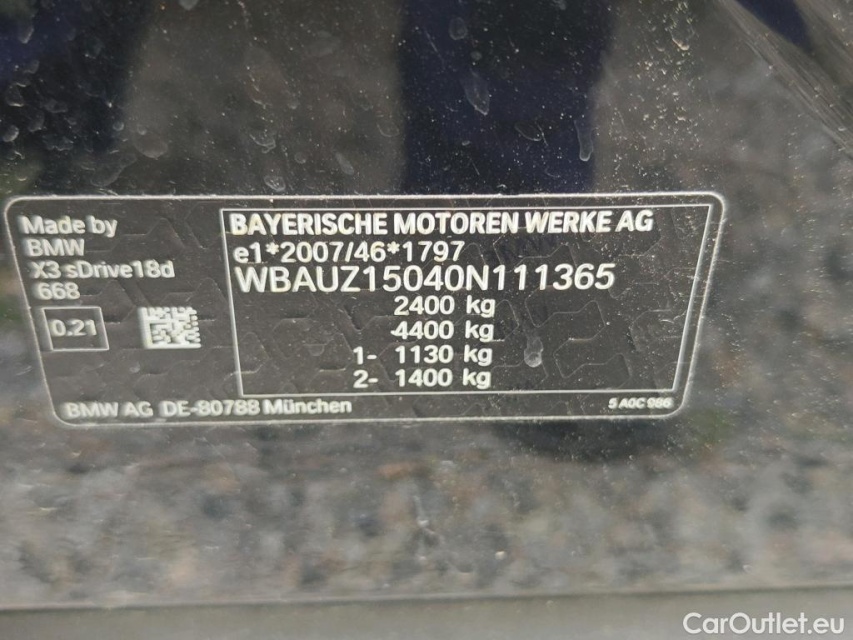 Made by
BMW
X3 sDrive18d
668
0.21
BAYERISCHE MOTOREN WERKE AG
e1*2007/46*1797
WBAUZ15040N111365
2400 kg
4400 kg
1- 1130 kg
2- 1400 kg
BMW AG DE-80788 München
5 A0C 986
CarOutlet.eu